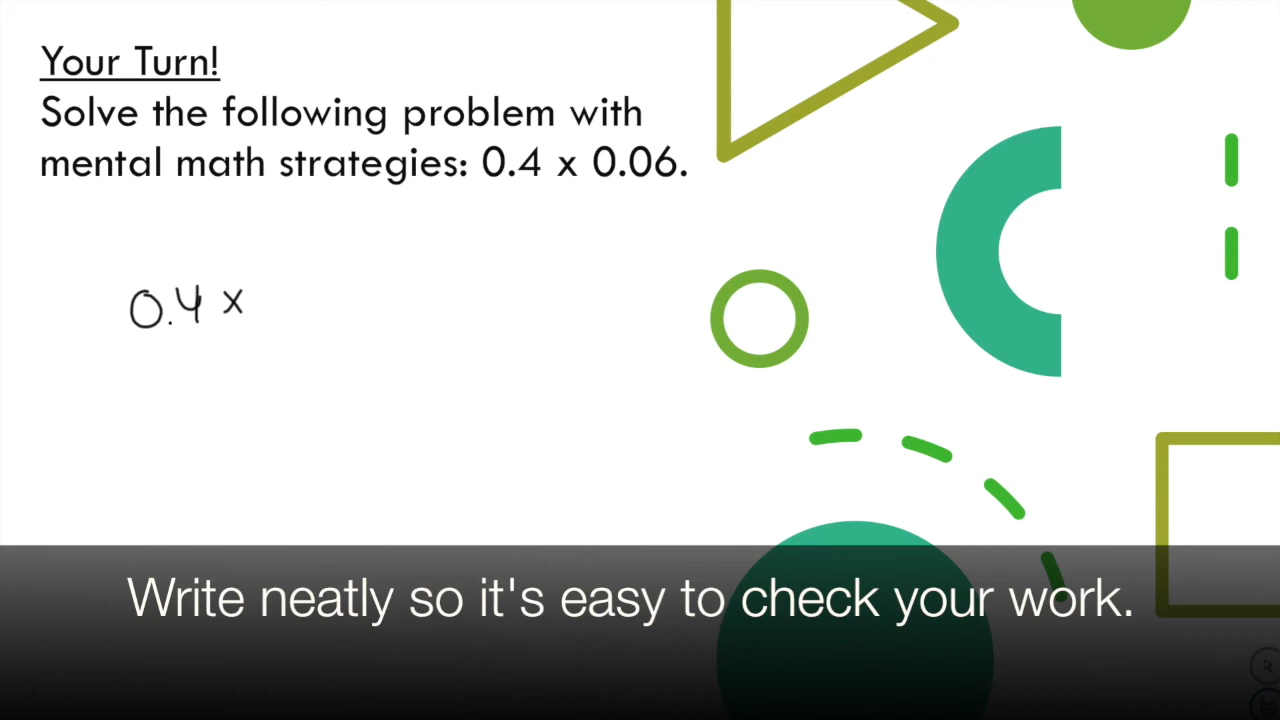 Your Turn!
Solve the following problem with
mental math strategies: 0.4 x 0.06.
0.4 x
Write neatly so it's easy to check your work.